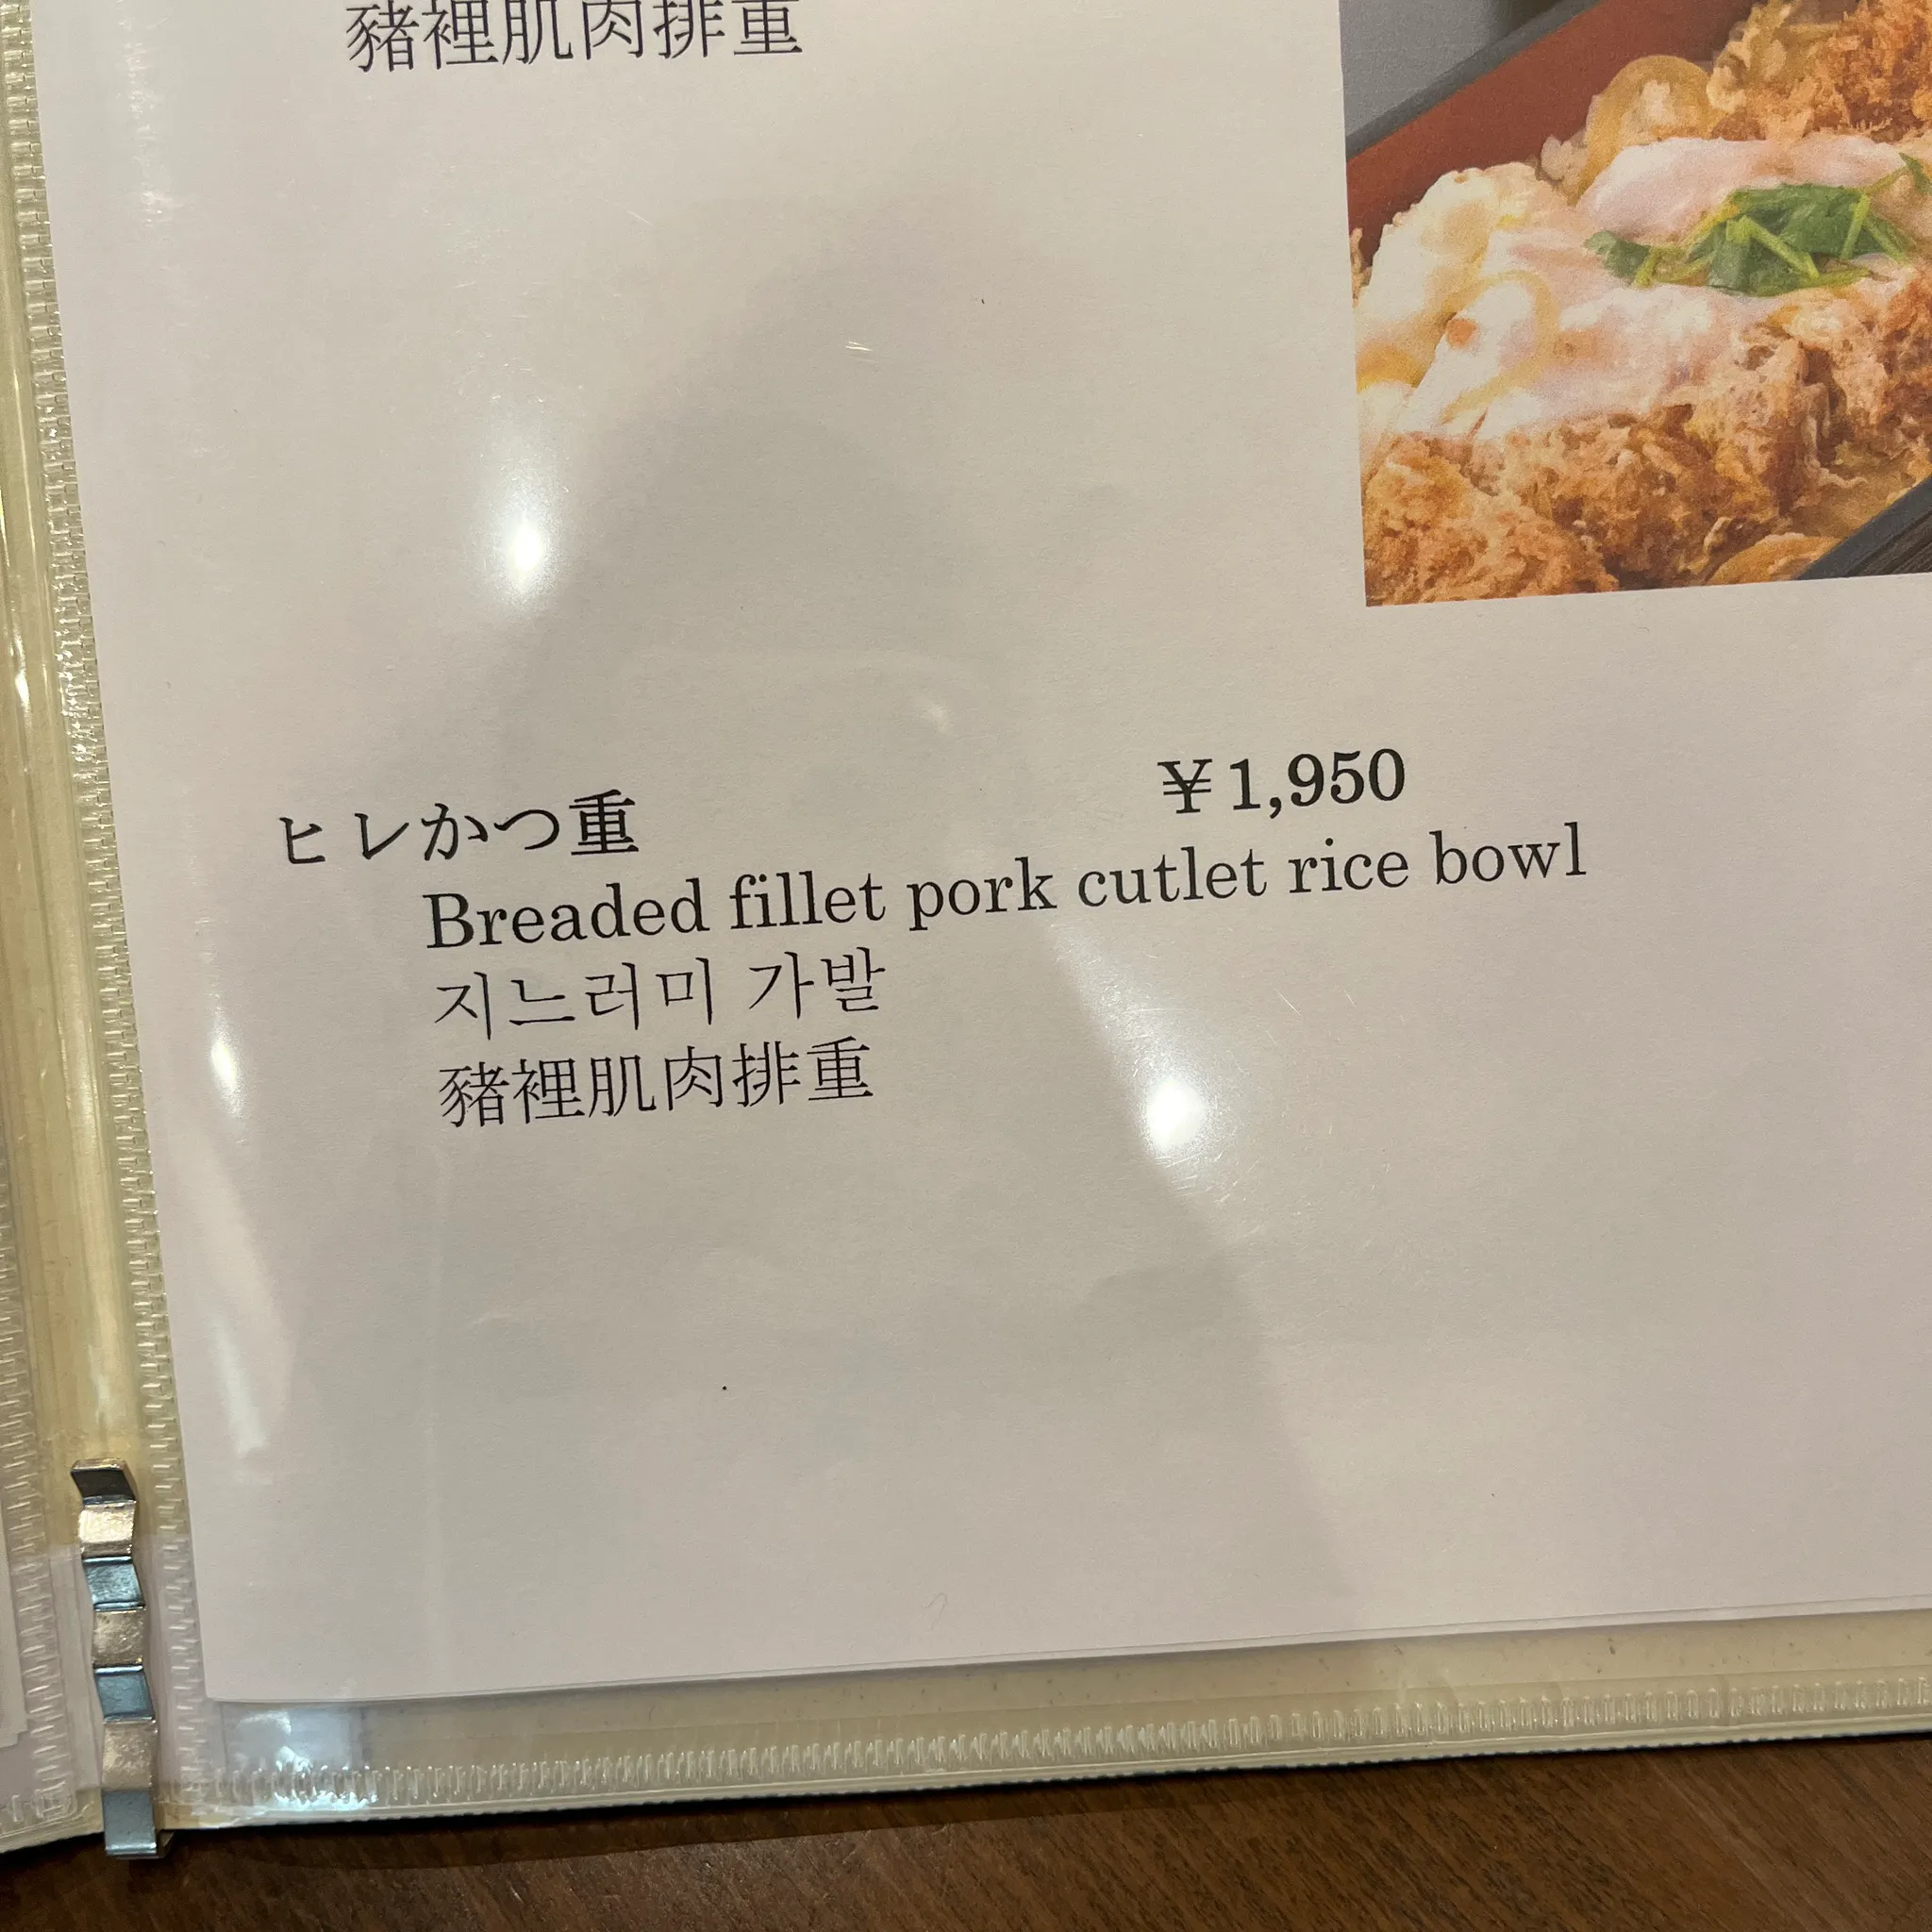 豬裡肌肉排重
ヒレかつ重 ¥1,950
Breaded fillet pork cutlet rice bowl
지느러미 가발
豬裡肌肉排重